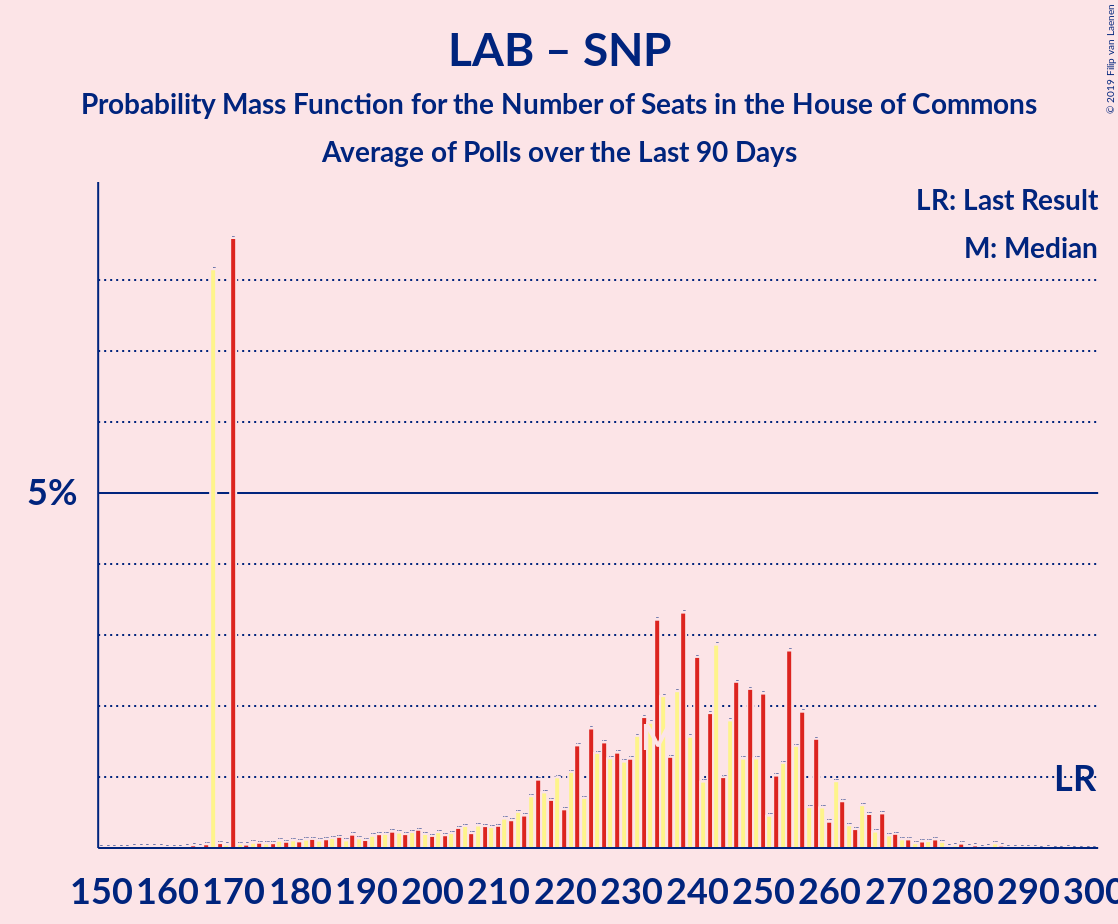 LAB – SNP
Probability Mass Function for the Number of Seats in the House of Commons
Average of Polls over the Last 90 Days
© 2019 Filip van Laenen
LR: Last Result
M: Median
5%
M
LR
150 160 170 180 190 200 210 220 230 240 250 260 270 280 290 300